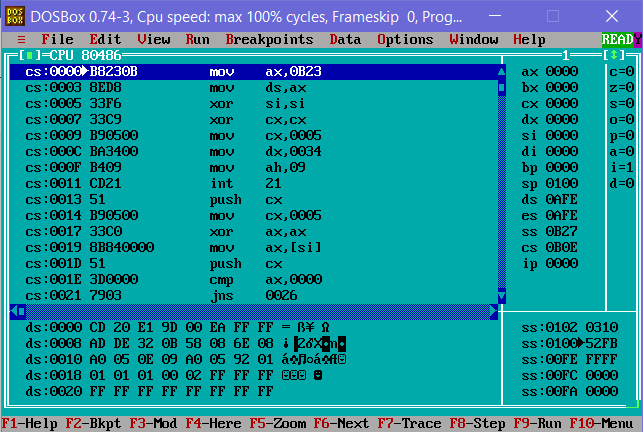 DOSBox 0.74-3, Cpu speed: max 100% cycles, Frameskip 0, Prog...
≡ File Edit View Run Breakpoints Data Options Window Help READY
[■]=CPU 80486 1 [↕]
cs:0000►B8230B mov ax,0B23
cs:0003 8ED8 mov ds,ax
cs:0005 33F6 xor si,si
cs:0007 33C9 xor cx,cx
cs:0009 B90500 mov cx,0005
cs:000C BA3400 mov dx,0034
cs:000F B409 mov ah,09
cs:0011 CD21 int 21
cs:0013 51 push cx
cs:0014 B90500 mov cx,0005
cs:0017 33C0 xor ax,ax
cs:0019 8B840000 mov ax,[si]
cs:001D 51 push cx
cs:001E 3D0000 cmp ax,0000
cs:0021 7903 jns 0026
ax 0000 c=0
bx 0000 z=0
cx 0000 s=0
dx 0000 o=0
si 0000 p=0
di 0000 a=0
bp 0000 i=1
sp 0100 d=0
ds 0AFE
es 0AFE
ss 0B27
cs 0B0E
ip 0000
ds:0000 CD 20 E1 9D 00 EA FF FF = ß¥ Ω
ds:0008 AD DE 32 0B 58 08 6E 08
ds:0010 A0 05 0E 09 A0 05 92 01
ds:0018 01 01 01 00 02 FF FF FF ☺☺☺ ☻
ds:0020 FF FF FF FF FF FF FF FF
ss:0102 0310
ss:0100►52FB
ss:00FE FFFF
ss:00FC 0000
ss:00FA 0000
F1-Help F2-Bkpt F3-Mod F4-Here F5-Zoom F6-Next F7-Trace F8-Step F9-Run F10-Menu